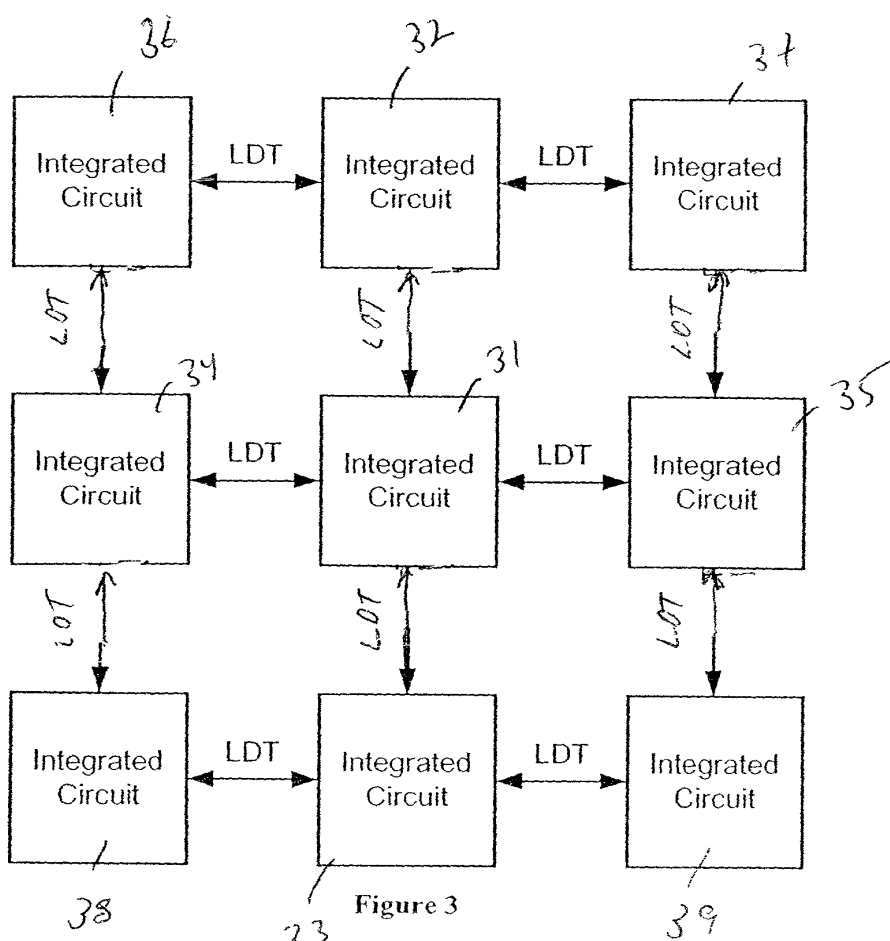 36 32 37
Integrated Circuit LDT Integrated Circuit LDT Integrated Circuit
LDT LDT LDT
34 31 35
Integrated Circuit LDT Integrated Circuit LDT Integrated Circuit
LDT LDT LDT
Integrated Circuit LDT Integrated Circuit LDT Integrated Circuit
38 33 Figure 3 39